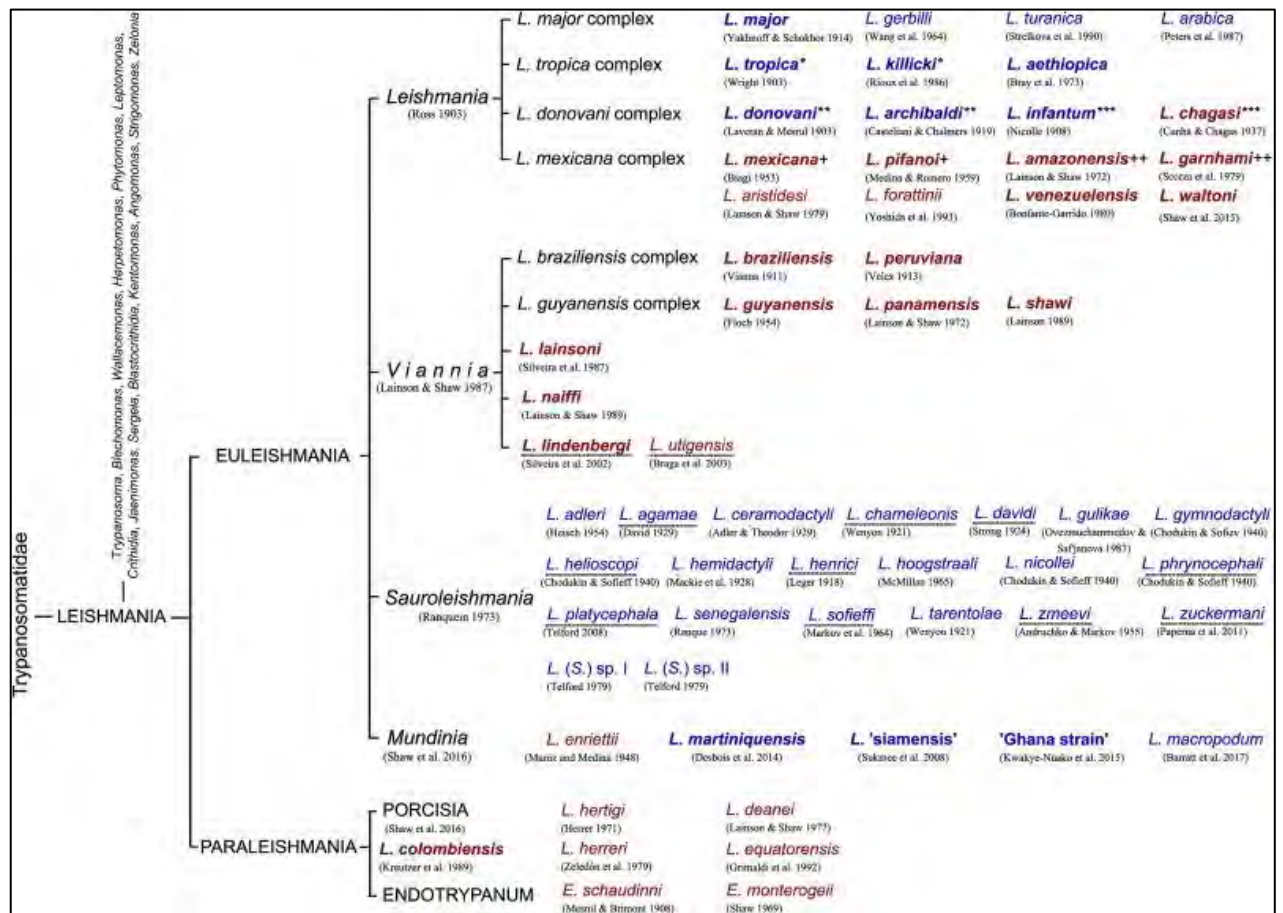 L. major complex L. major L. gerbilli L. turanica L. arabica
(Yakimoff & Schokhor 1914) (Wang et al. 1964) (Strelkova et al. 1990) (Peters et al. 1987)
L. tropica complex L. tropica* L. killicki* L. aethiopica
(Wright 1903) (Rioux et al. 1986) (Bray et al. 1973)
Leishmania
(Ross 1903)
L. donovani complex L. donovani** L. archibaldi** L. infantum*** L. chagasi***
(Laveran & Mesnil 1903) (Castellani & Chalmers 1919) (Nicolle 1908) (Cunha & Chagas 1937)
L. mexicana complex L. mexicana+ L. pifanoi+ L. amazonensis++ L. garnhami++
(Biagi 1953) (Medina & Romero 1959) (Lainson & Shaw 1972) (Scorza et al. 1979)
L. aristidesi L. forattinii L. venezuelensis L. waltoni
(Lainson & Shaw 1979) (Yoshida et al. 1993) (Bonfante-Garrido 1980) (Shaw et al. 2015)
Trypanosoma, Blechomonas, Wallacemonas, Herpetomonas, Phytomonas, Leptomonas,
Crithidia, Jaenimonas, Sergeia, Blastocrithidia, Kentomonas, Angomonas, Strigomonas, Zelonia
L. braziliensis complex L. braziliensis L. peruviana
(Vianna 1911) (Velez 1913)
L. guyanensis complex L. guyanensis L. panamensis L. shawi
(Floch 1954) (Lainson & Shaw 1972) (Lainson 1989)
L. lainsoni
(Silveira et al. 1987)
Viannia
(Lainson & Shaw 1987)
L. naiffi
(Lainson & Shaw 1989)
L. lindenbergi L. utigensis
(Silveira et al. 2002) (Braga et al. 2003)
EULEISHMANIA
L. adleri L. agamae L. ceramodactyli L. chameleonis L. davidi L. gulikae L. gymnodactyli
(Heisch 1954) (David 1929) (Adler & Theodor 1929) (Wenyon 1921) (Strong 1924) (Ovezmuchammedov & Safjanova 1987) (Chodukin & Sofiev 1940)
L. helioscopi L. hemidactyli L. henrici L. hoogstraali L. nicollei L. phrynocephali
(Chodukin & Sofieff 1940) (Mackie et al. 1928) (Leger 1918) (McMillan 1965) (Chodukin & Sofieff 1940) (Chodukin & Sofieff 1940)
Sauroleishmania
(Ranquein 1973)
L. platycephala L. senegalensis L. sofieffi L. tarentolae L. zmeevi L. zuckermani
(Telford 2008) (Ranque 1973) (Markov et al. 1964) (Wenyon 1921) (Andruchko & Markov 1955) (Paperna et al. 2011)
L. (S.) sp. I L. (S.) sp. II
(Telford 1979) (Telford 1979)
Trypanosomatidae
LEISHMANIA
Mundinia L. enriettii L. martiniquensis L. 'siamensis' 'Ghana strain' L. macropodum
(Shaw et al. 2016) (Muniz and Medina 1948) (Desbois et al. 2014) (Sukmee et al. 2008) (Kwakye-Nuako et al. 2015) (Barratt et al. 2017)
PORCISIA L. hertigi L. deanei
(Shaw et al. 2016) (Herrer 1971) (Lainson & Shaw 1977)
PARALEISHMANIA
L. colombiensis L. herreri L. equatorensis
(Kreutzer et al. 1989) (Zeledón et al. 1979) (Grimaldi et al. 1992)
ENDOTRYPANUM E. schaudinni E. monterogeii
(Mesnil & Brimont 1908) (Shaw 1969)